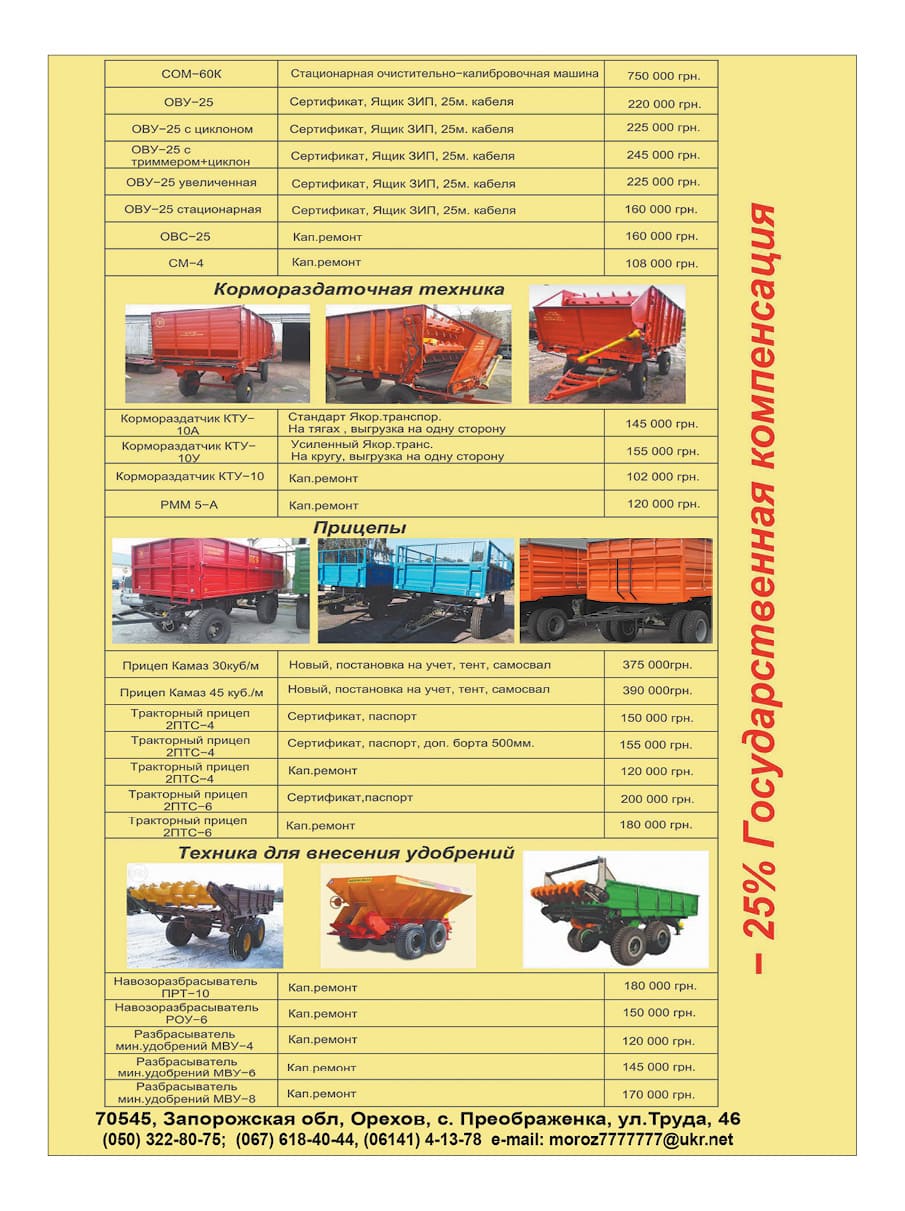 СОМ-60К Стационарная очистительно-калибровочная машина 750 000 грн.
ОВУ-25 Сертификат, Ящик ЗИП, 25м. кабеля 220 000 грн.
ОВУ-25 с циклоном Сертификат, Ящик ЗИП, 25м. кабеля 225 000 грн.
ОВУ-25 с
триммером+циклон Сертификат, Ящик ЗИП, 25м. кабеля 245 000 грн.
ОВУ-25 увеличенная Сертификат, Ящик ЗИП, 25м. кабеля 225 000 грн.
ОВУ-25 стационарная Сертификат, Ящик ЗИП, 25м. кабеля 160 000 грн.
ОВС-25 Кап.ремонт 160 000 грн.
СМ-4 Кап.ремонт 108 000 грн.
Кормораздаточная техника
Кормораздатчик КТУ- Стандарт Якор.транспор.
10А На тягах , выгрузка на одну сторону 145 000 грн.
Кормораздатчик КТУ- Усиленный Якор.транс.
10У На кругу, выгрузка на одну сторону 155 000 грн.
Кормораздатчик КТУ-10 Кап.ремонт 102 000 грн.
РММ 5-А Кап.ремонт 120 000 грн.
Прицепы
Прицеп Камаз 30куб/м Новый, постановка на учет, тент, самосвал 375 000грн.
Прицеп Камаз 45 куб./м Новый, постановка на учет, тент, самосвал 390 000грн.
Тракторный прицеп
2ПТС-4 Сертификат, паспорт 150 000 грн.
Тракторный прицеп
2ПТС-4 Сертификат, паспорт, доп. борта 500мм. 155 000 грн.
Тракторный прицеп
2ПТС-4 Кап.ремонт 120 000 грн.
Тракторный прицеп
2ПТС-6 Сертификат,паспорт 200 000 грн.
Тракторный прицеп
2ПТС-6 Кап.ремонт 180 000 грн.
Техника для внесения удобрений
Навозоразбрасыватель
ПРТ-10 Кап.ремонт 180 000 грн.
Навозоразбрасыватель
РОУ-6 Кап.ремонт 150 000 грн.
Разбрасыватель
мин.удобрений МВУ-4 Кап.ремонт 120 000 грн.
Разбрасыватель
мин.удобрений МВУ-6 Кап.ремонт 145 000 грн.
Разбрасыватель
мин.удобрений МВУ-8 Кап.ремонт 170 000 грн.
70545, Запорожская обл, Орехов, с. Преображенка, ул.Труда, 46
(050) 322-80-75; (067) 618-40-44, (06141) 4-13-78 e-mail: moroz7777777@ukr.net
- 25% Государственная компенсация